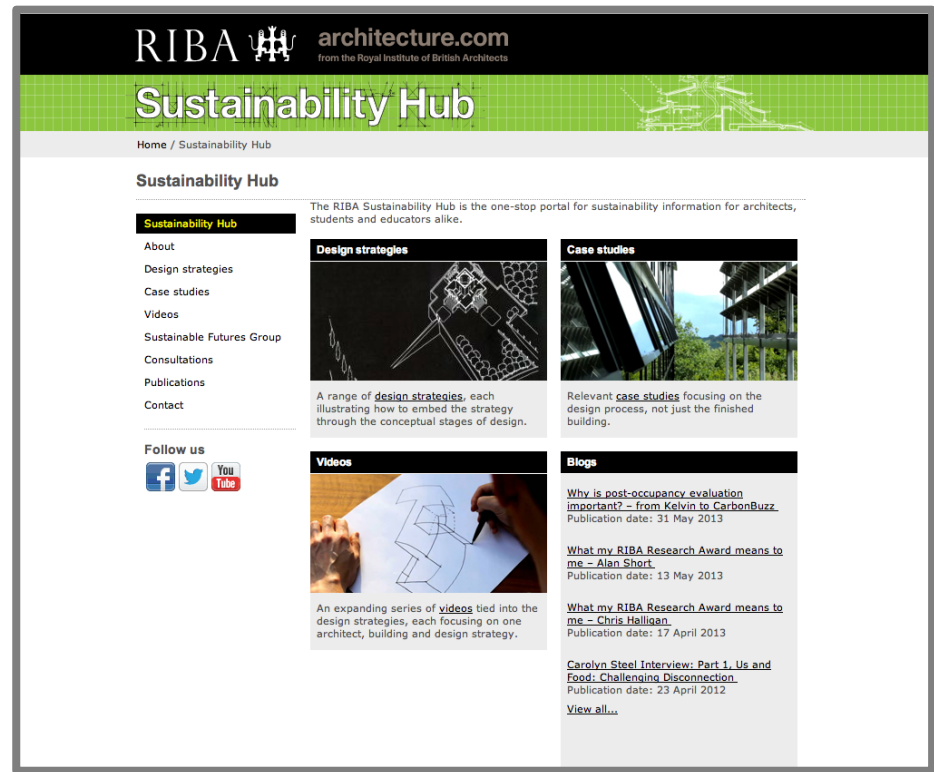 RIBA
architecture.com
from the Royal Institute of British Architects
Sustainability Hub
Home / Sustainability Hub
Sustainability Hub
Sustainability Hub
About
Design strategies
Case studies
Videos
Sustainable Futures Group
Consultations
Publications
Contact
Follow us
f
You
Tube
The RIBA Sustainability Hub is the one-stop portal for sustainability information for architects,
students and educators alike.
Design strategies
A range of design strategies, each
illustrating how to embed the strategy
through the conceptual stages of design.
Case studies
Relevant case studies focusing on the
design process, not just the finished
building.
Videos
An expanding series of videos tied into the
design strategies, each focusing on one
architect, building and design strategy.
Blogs
Why is post-occupancy evaluation
important? – from Kelvin to CarbonBuzz
Publication date: 31 May 2013
What my RIBA Research Award means to
me – Alan Short
Publication date: 13 May 2013
What my RIBA Research Award means to
me – Chris Halligan
Publication date: 17 April 2013
Carolyn Steel Interview: Part 1, Us and
Food: Challenging Disconnection
Publication date: 23 April 2012
View all...